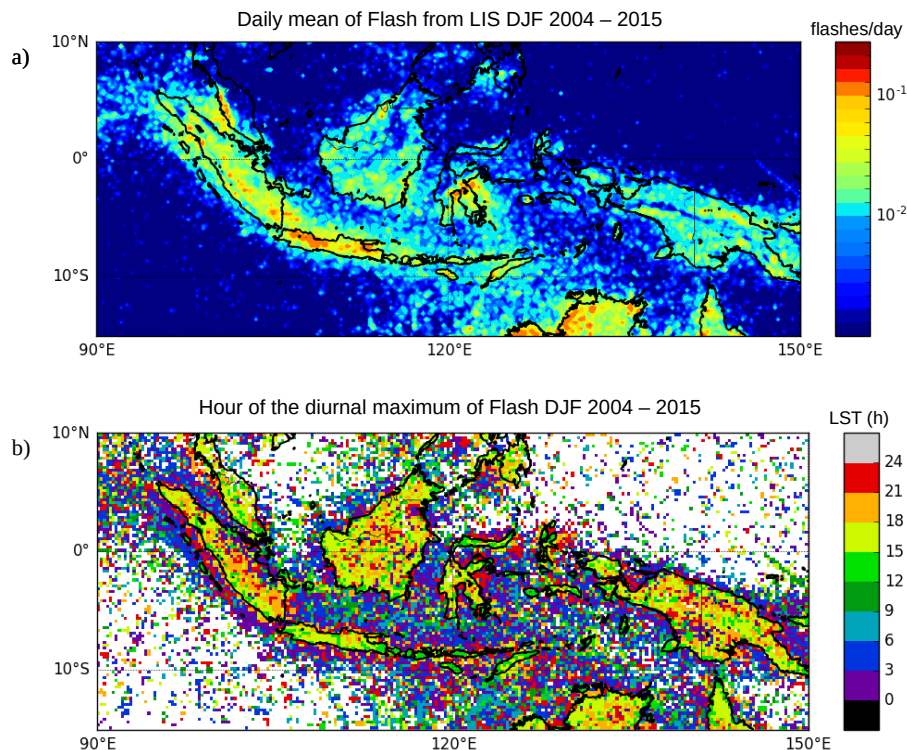 Daily mean of Flash from LIS DJF 2004 – 2015
a)
flashes/day
10°N
0°
10°S
90°E
120°E
150°E
10-1
10-2
Hour of the diurnal maximum of Flash DJF 2004 – 2015
b)
LST (h)
10°N
0°
10°S
90°E
120°E
150°E
24
21
18
15
12
9
6
3
0